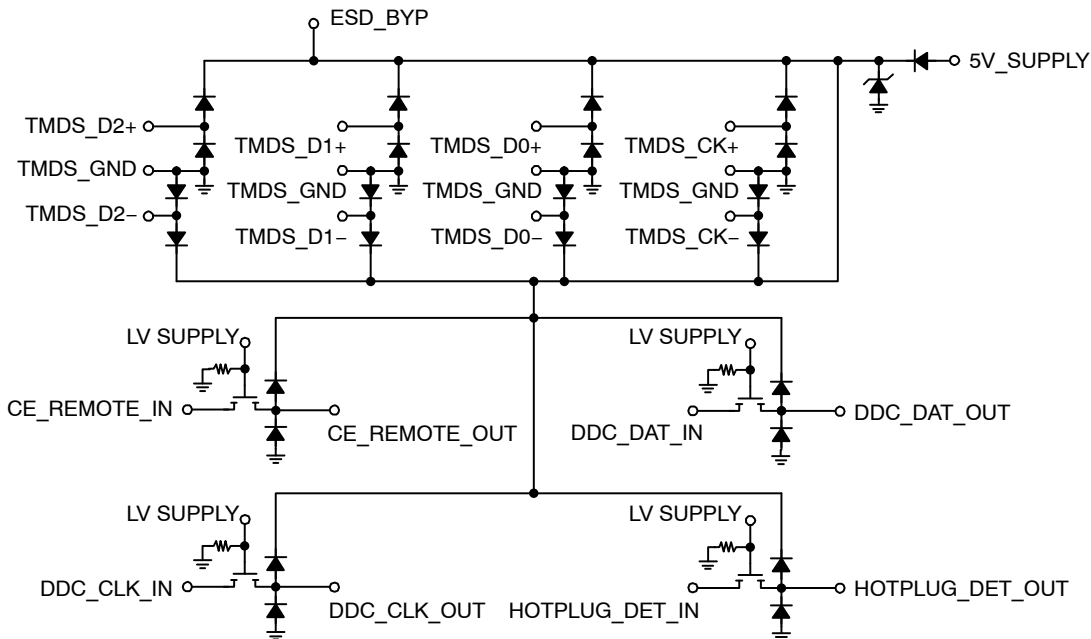 ESD_BYP
5V_SUPPLY
TMDS_D2+
TMDS_D1+
TMDS_D0+
TMDS_CK+
TMDS_GND
TMDS_GND
TMDS_GND
TMDS_GND
TMDS_D2−
TMDS_D1−
TMDS_D0−
TMDS_CK−
LV SUPPLY
LV SUPPLY
CE_REMOTE_IN
CE_REMOTE_OUT
DDC_DAT_IN
DDC_DAT_OUT
LV SUPPLY
LV SUPPLY
DDC_CLK_IN
DDC_CLK_OUT
HOTPLUG_DET_IN
HOTPLUG_DET_OUT